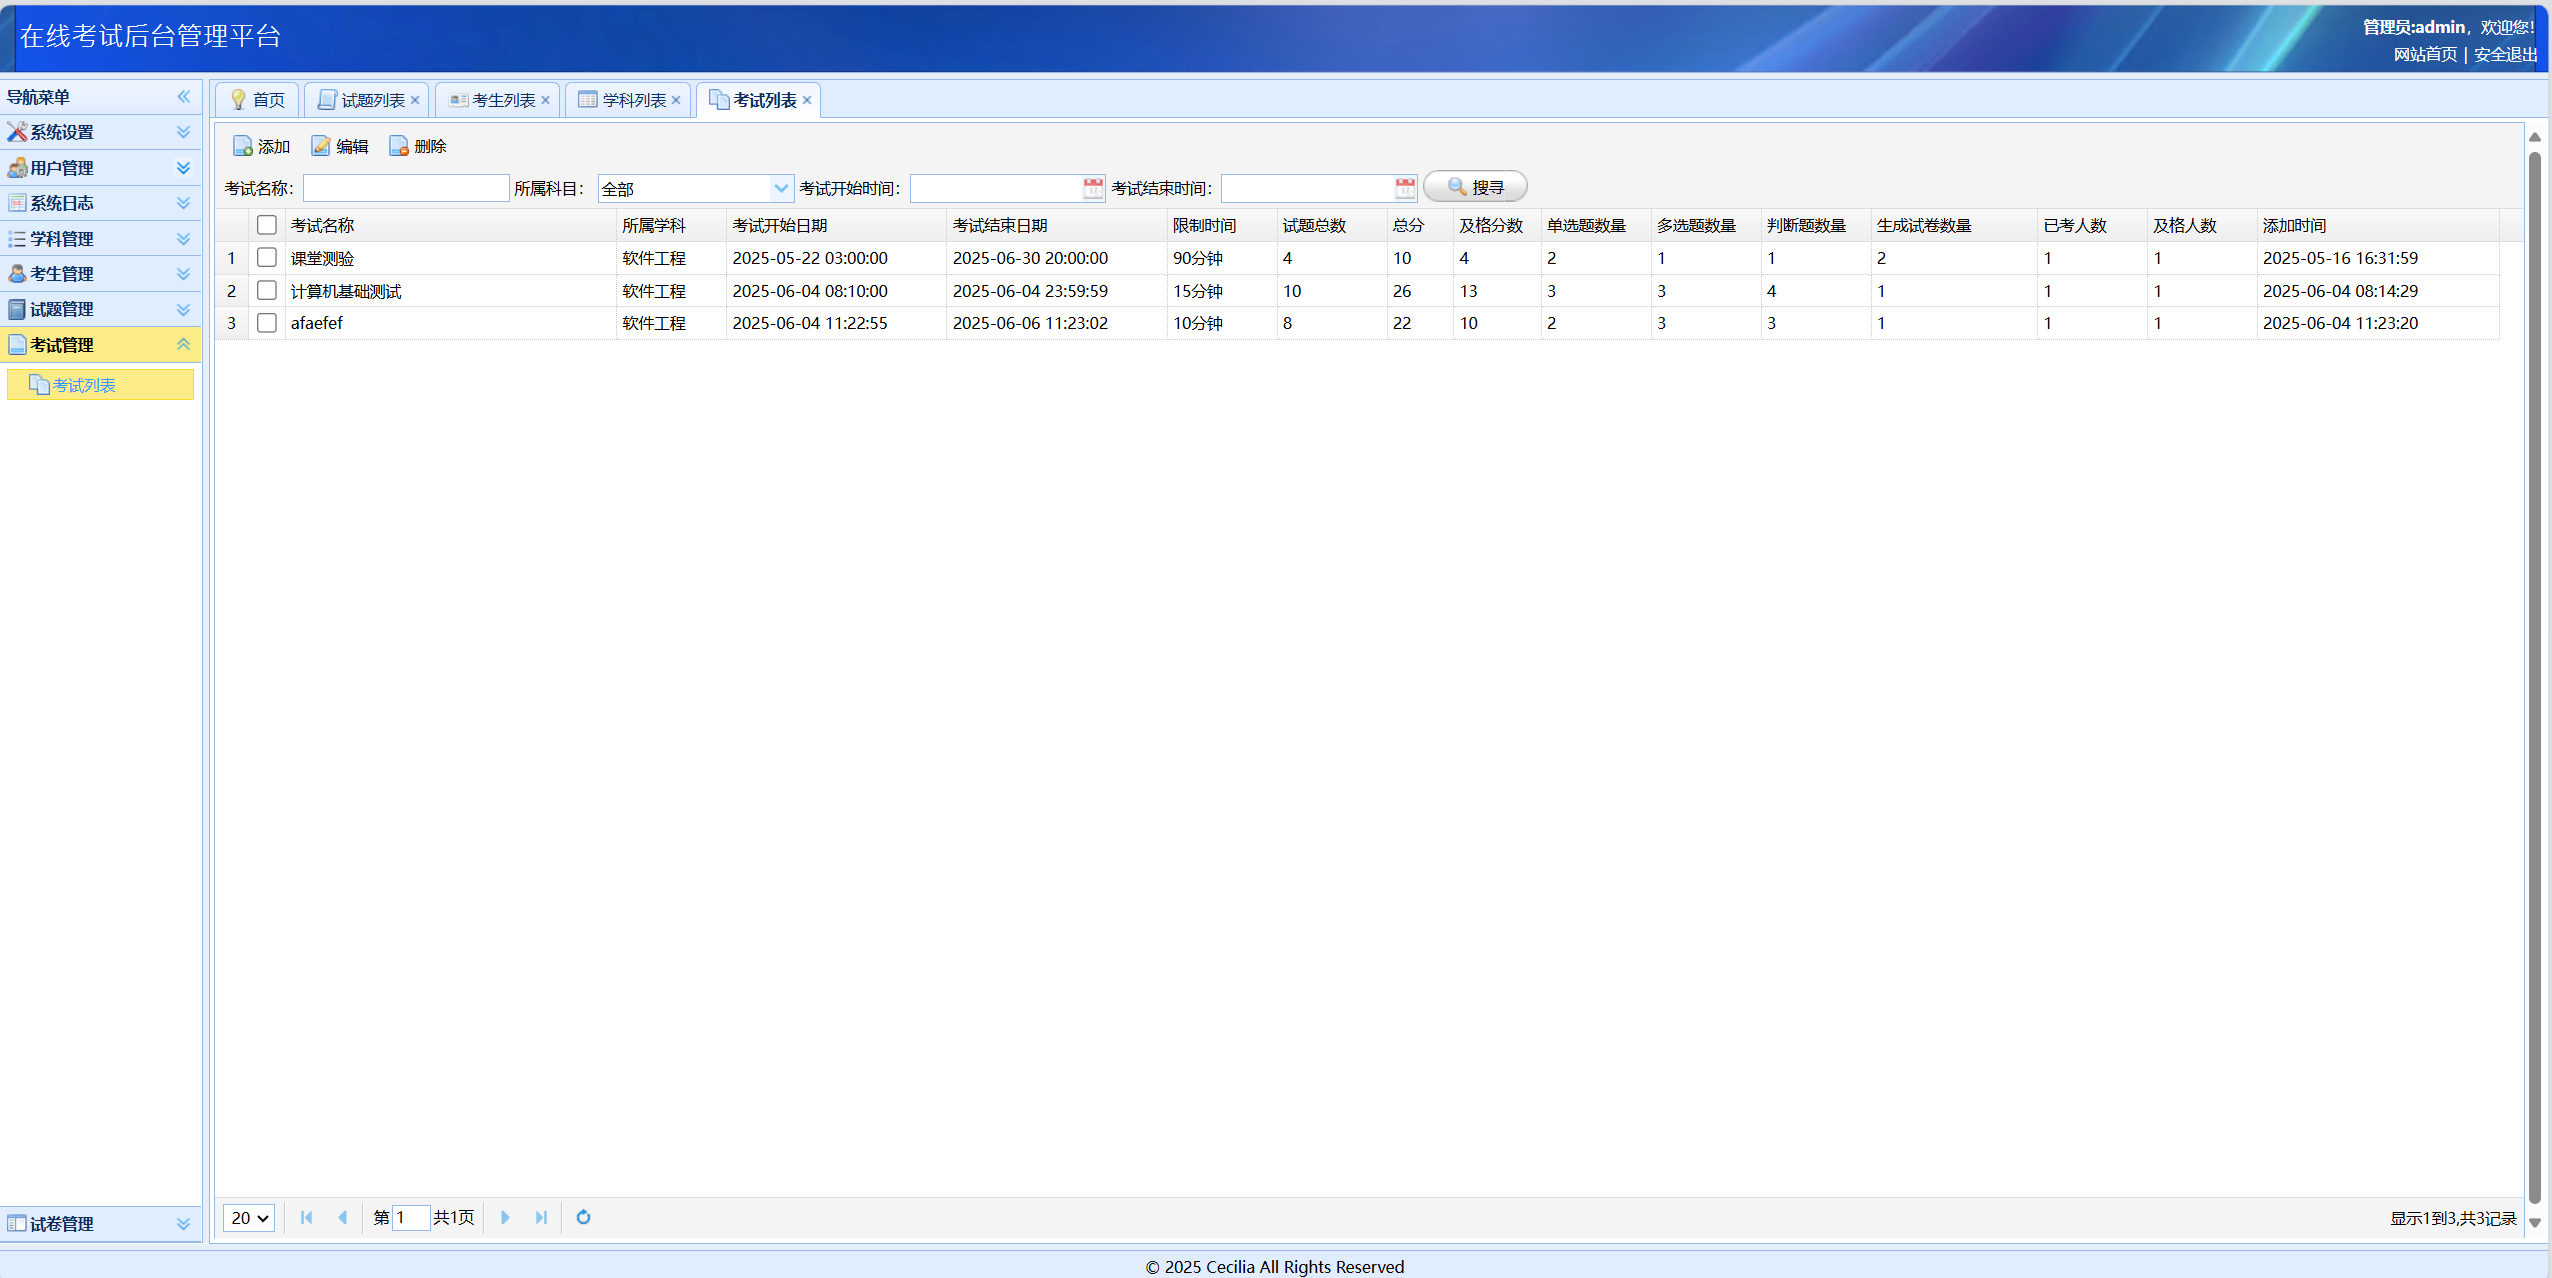 在线考试后台管理平台
管理员:admin，欢迎您!
网站首页 | 安全退出
导航菜单
系统设置
用户管理
系统日志
学科管理
考生管理
试题管理
考试管理
考试列表
试卷管理
首页 试题列表 考生列表 学科列表 考试列表
添加 编辑 删除
考试名称: 所属科目: 全部 考试开始时间: 考试结束时间: 搜寻
考试名称 所属学科 考试开始日期 考试结束日期 限制时间 试题总数 总分 及格分数 单选题数量 多选题数量 判断题数量 生成试卷数量 已考人数 及格人数 添加时间
1 课堂测验 软件工程 2025-05-22 03:00:00 2025-06-30 20:00:00 90分钟 4 10 4 2 1 1 2 1 1 2025-05-16 16:31:59
2 计算机基础测试 软件工程 2025-06-04 08:10:00 2025-06-04 23:59:59 15分钟 10 26 13 3 3 4 1 1 1 2025-06-04 08:14:29
3 afaefef 软件工程 2025-06-04 11:22:55 2025-06-06 11:23:02 10分钟 8 22 10 2 3 3 1 1 1 2025-06-04 11:23:20
20 第 1 共1页 显示1到3,共3记录
© 2025 Cecilia All Rights Reserved